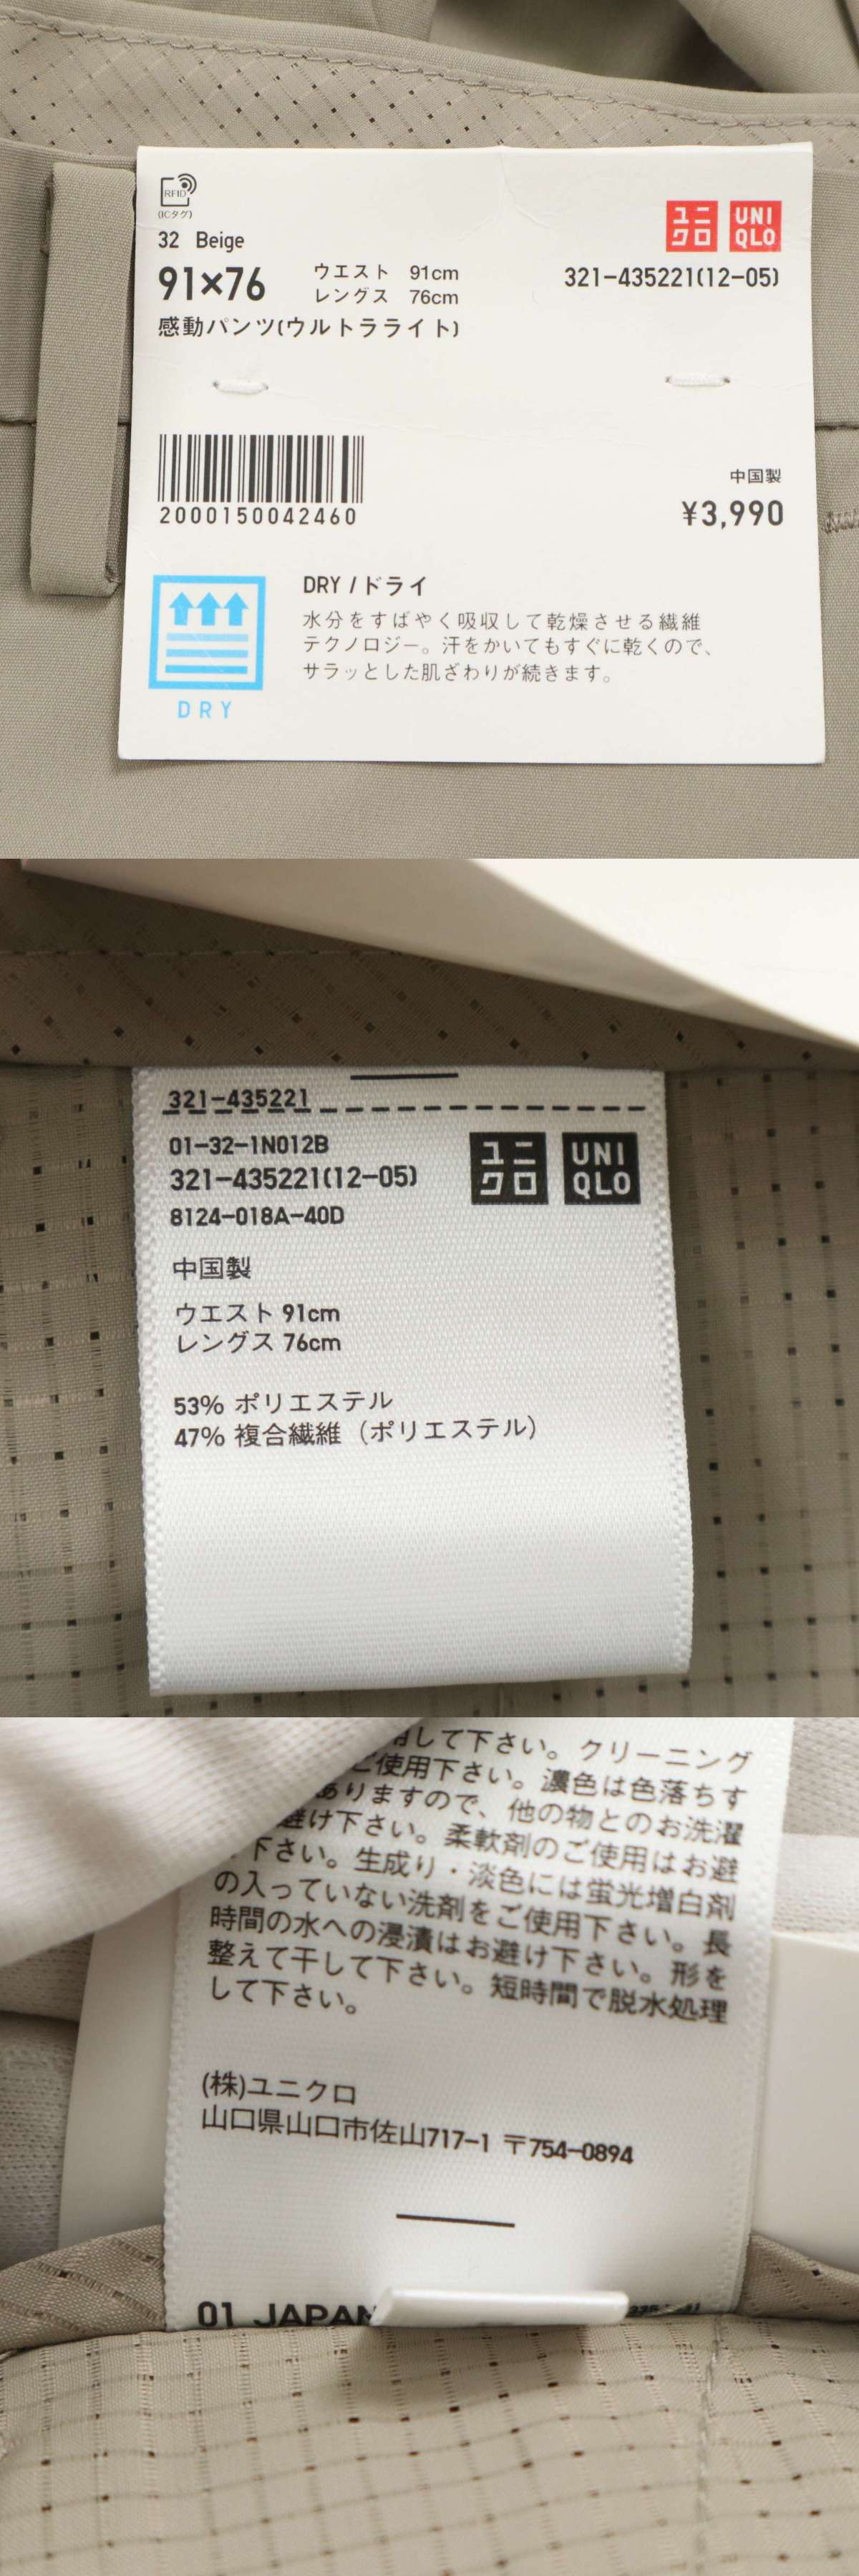 RFID
(ICタグ)
32 Beige
91×76 ウエスト 91cm
レングス 76cm
感動パンツ(ウルトラライト)
ユニクロ UNIQLO
321-435221(12-05)
2000150042460
中国製
¥3,990
DRY
DRY / ドライ
水分をすばやく吸収して乾燥させる繊維
テクノロジー。汗をかいてもすぐに乾くので、
サラッとした肌ざわりが続きます。
321-435221
01-32-1N012B
321-435221(12-05)
8124-018A-40D
ユニクロ UNIQLO
中国製
ウエスト 91cm
レングス 76cm
53% ポリエステル
47% 複合繊維（ポリエステル）
して下さい。クリーニング
ご使用下さい。濃色は色落ちす
ありますので、他の物とのお洗濯
避け下さい。柔軟剤のご使用はお避
下さい。生成り・淡色には蛍光増白剤
の入っていない洗剤をご使用下さい。長
時間の水への浸漬はお避け下さい。形を
整えて干して下さい。短時間で脱水処理
して下さい。
(株)ユニクロ
山口県山口市佐山717-1 〒754-0894
01 JAPAN